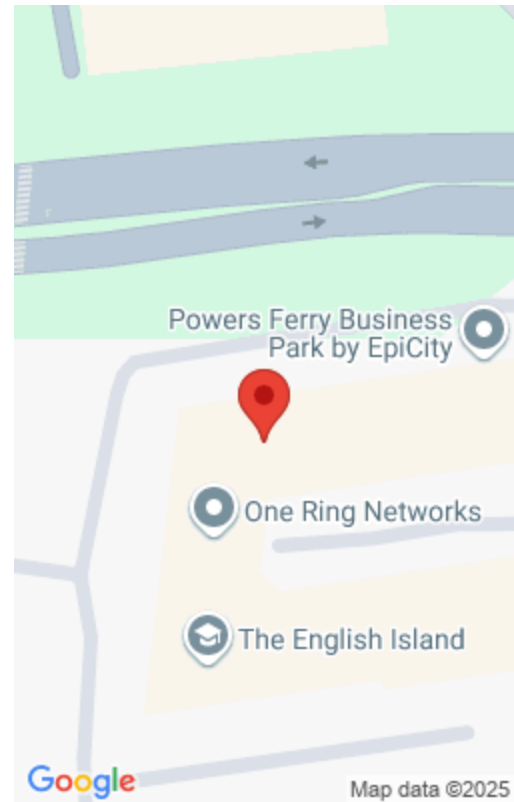 Powers Ferry Business
Park by EpiCity
One Ring Networks
The English Island
Google
Map data ©2025